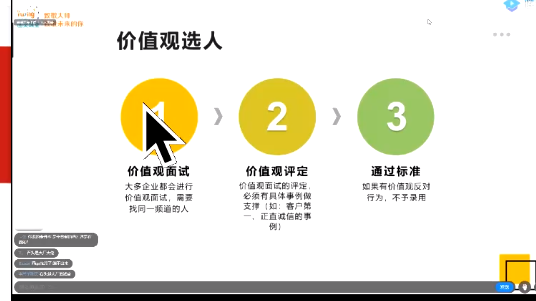 价值观选人
1
2
3
价值观面试
大多企业都会进行
价值观面试，需要
找同一频道的人
价值观评定
价值观面试的评定，
必须有具体事例做
支撑（如：客户第
一、正直诚信的事
例）
通过标准
如果有价值观反对
行为，不予录用